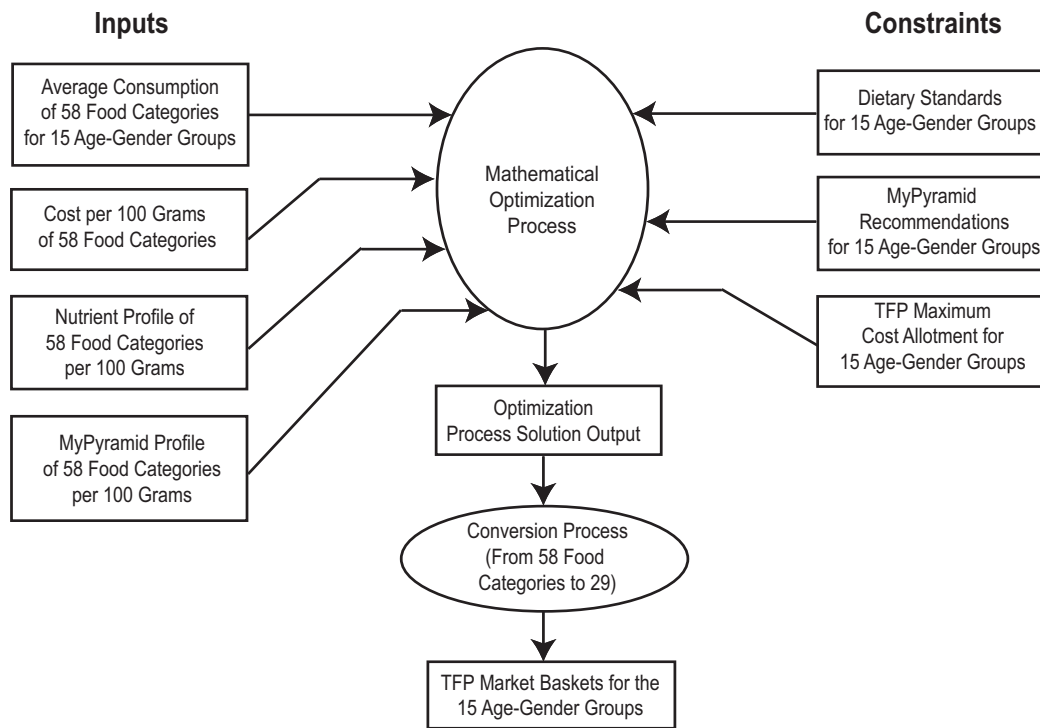 Inputs
Constraints
Average Consumption
of 58 Food Categories
for 15 Age-Gender Groups
Cost per 100 Grams
of 58 Food Categories
Nutrient Profile of
58 Food Categories
per 100 Grams
MyPyramid Profile
of 58 Food Categories
per 100 Grams
Mathematical
Optimization
Process
Dietary Standards
for 15 Age-Gender Groups
MyPyramid
Recommendations
for 15 Age-Gender Groups
TFP Maximum
Cost Allotment for
15 Age-Gender Groups
Optimization
Process Solution Output
Conversion Process
(From 58 Food
Categories to 29)
TFP Market Baskets for the
15 Age-Gender Groups